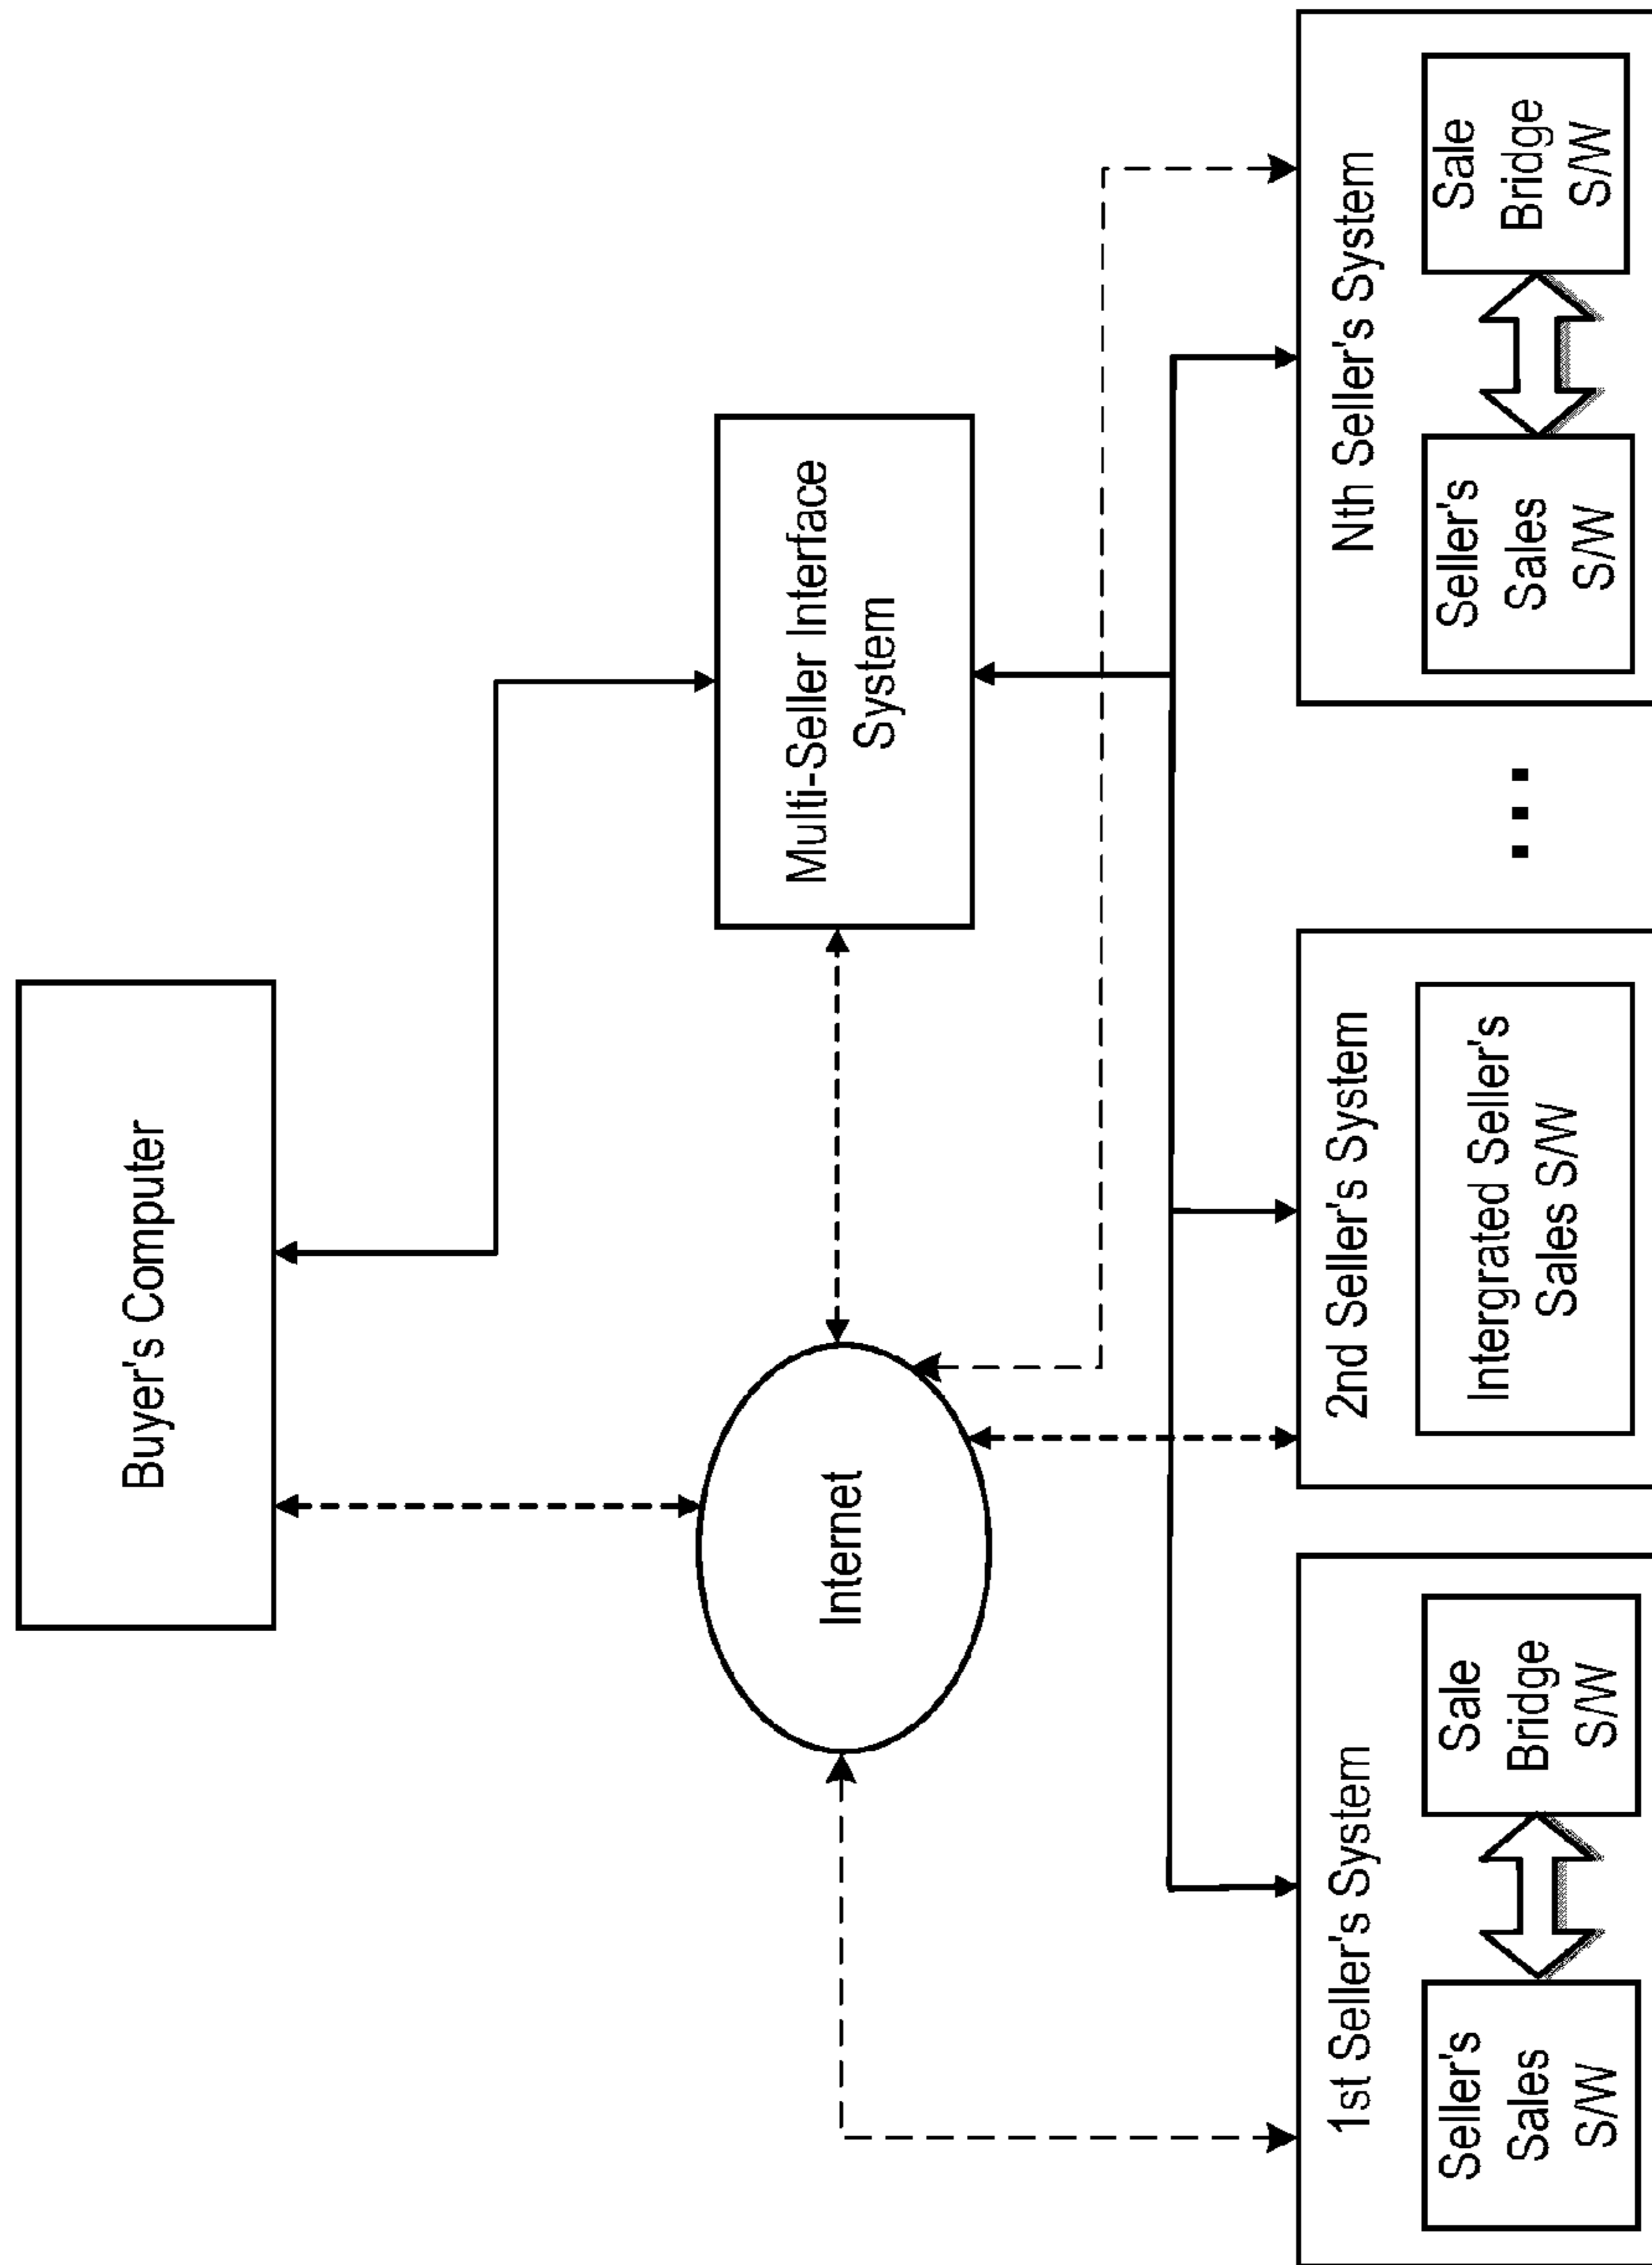 Buyer's Computer
Internet
Multi-Seller Interface
System
1st Seller's System
Seller's
Sales
S/W
Sale
Bridge
S/W
2nd Seller's System
Intergrated Seller's
Sales S/W
...
Nth Seller's System
Seller's
Sales
S/W
Sale
Bridge
S/W